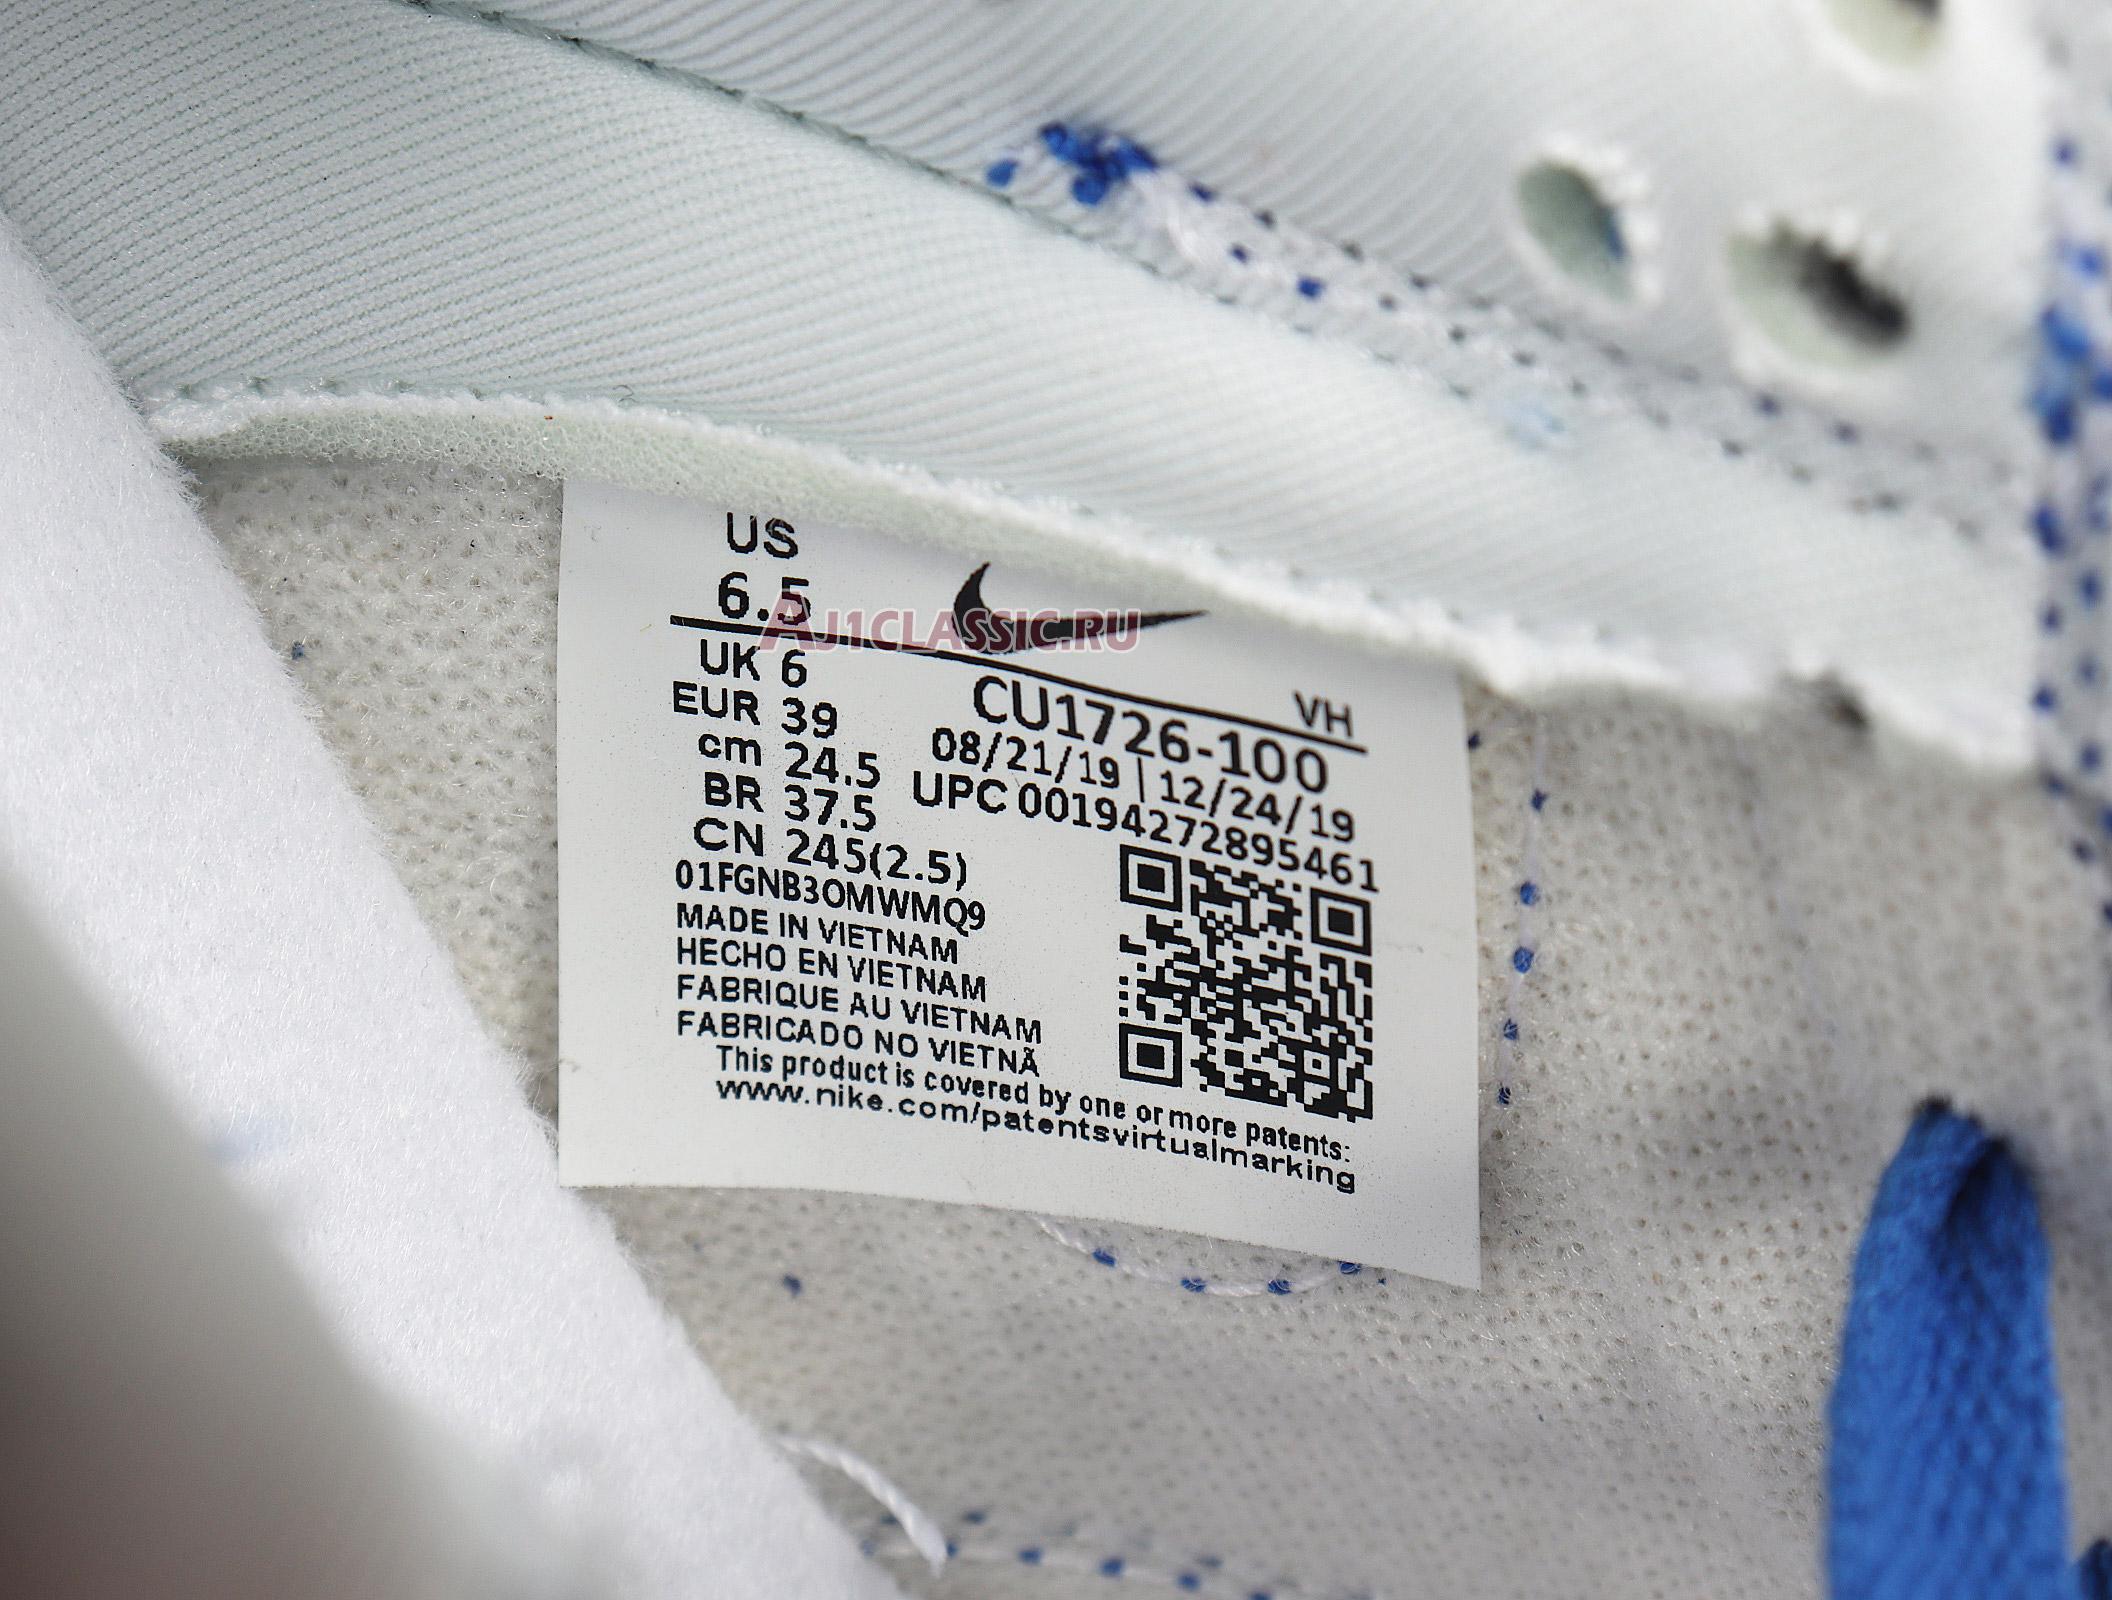 US
6.5
AJ1CLASSIC.RU
UK 6
VH
EUR 39
CU1726-100
cm 24.5
08/21/19 | 12/24/19
BR 37.5
UPC 00194272895461
CN 245(2.5)
01FGNB3OMWMQ9
MADE IN VIETNAM
HECHO EN VIETNAM
FABRIQUE AU VIETNAM
FABRICADO NO VIETNÃ
This product is covered by one or more patents:
www.nike.com/patentsvirtualmarking